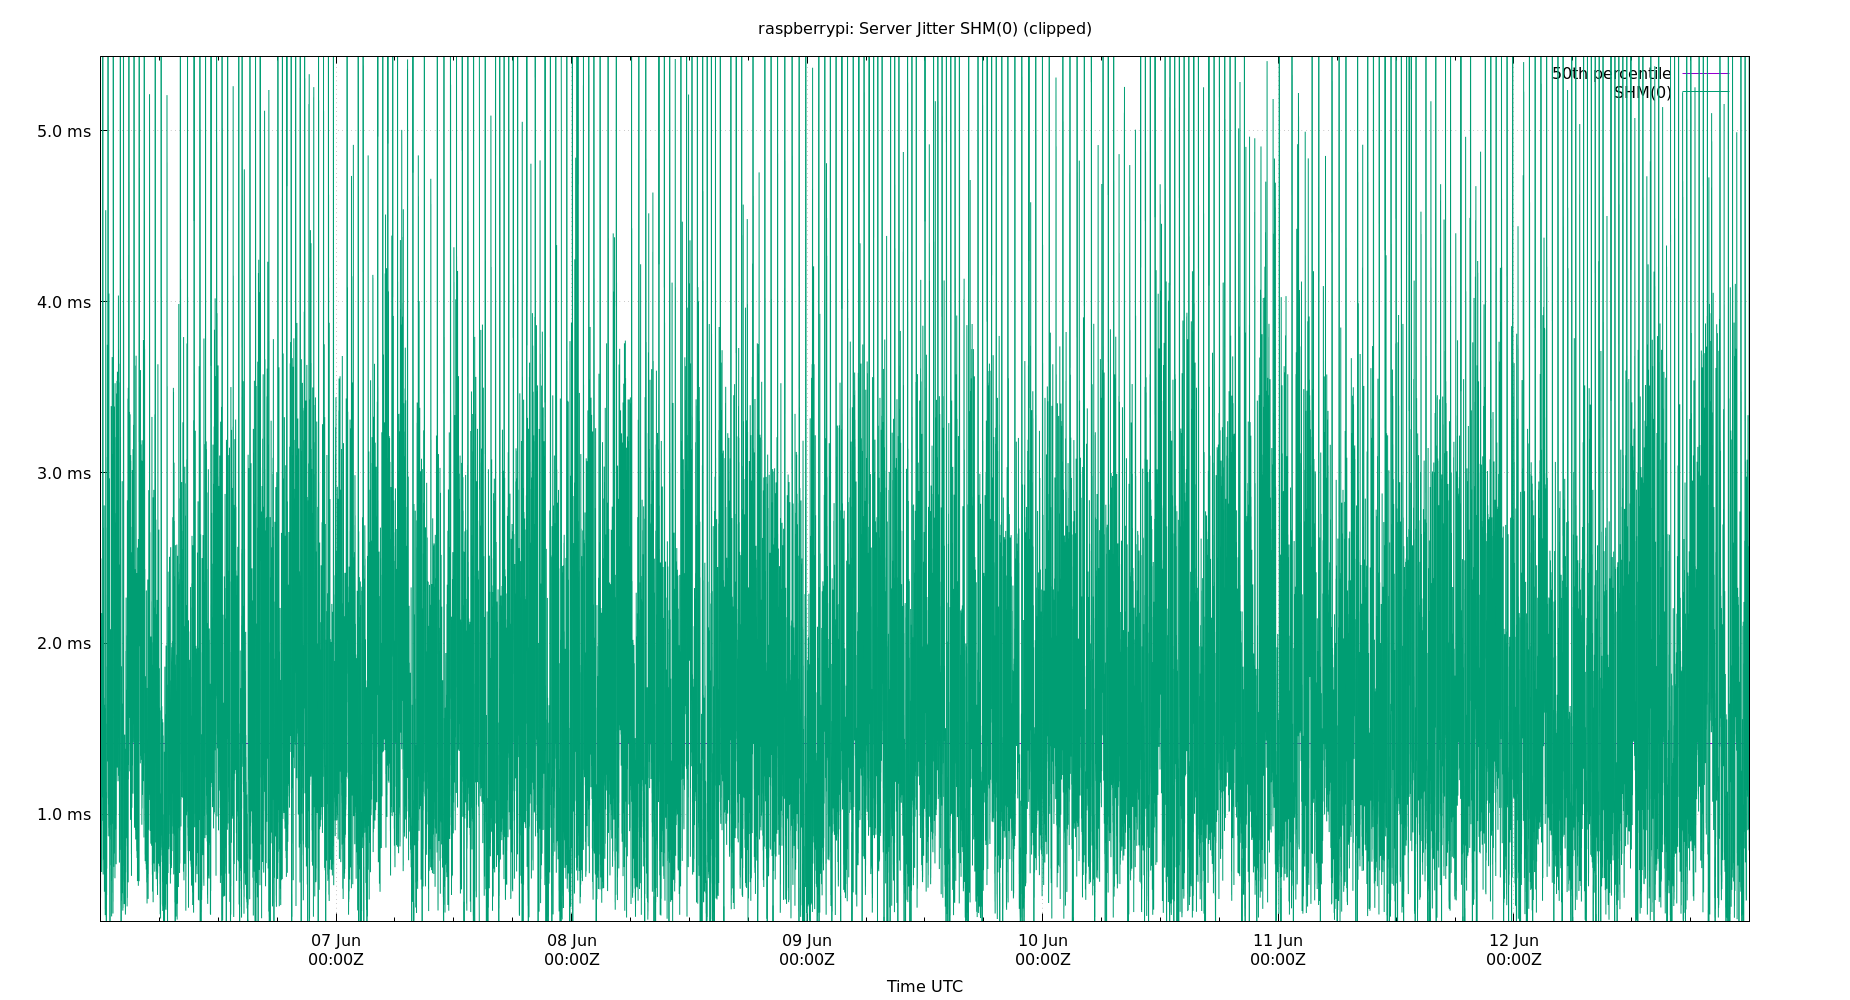 raspberrypi: Server Jitter SHM(0) (clipped)
50th percentile
SHM(0)
5.0 ms
4.0 ms
3.0 ms
2.0 ms
1.0 ms
07 Jun 08 Jun 09 Jun 10 Jun 11 Jun 12 Jun
00:00Z 00:00Z 00:00Z 00:00Z 00:00Z 00:00Z
Time UTC